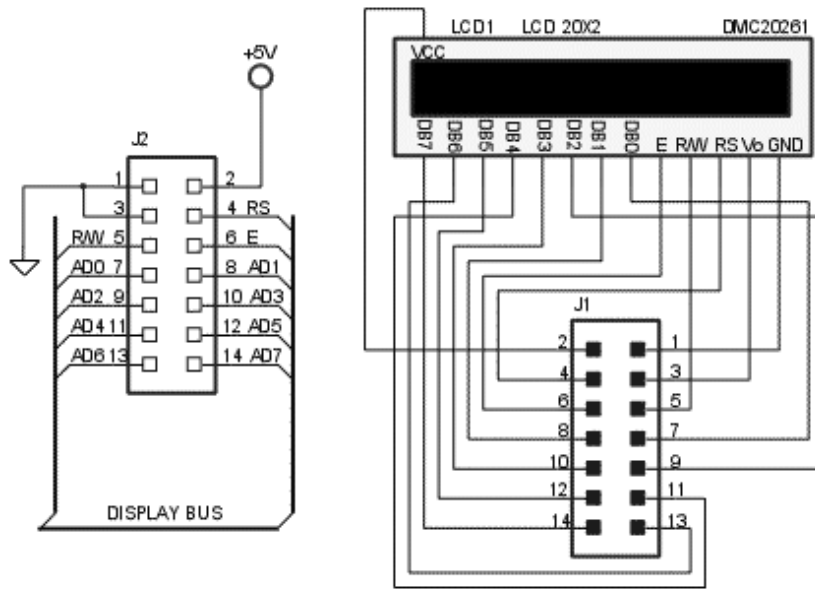 LCD1 LCD 20X2 DMC20261
VCC
DB7 DB6 DB5 DB4 DB3 DB2 DB1 DB0 E R/W RS Vo GND
+5V
J2
1 2
3 4 RS
R/W 5 6 E
AD0 7 8 AD1
AD2 9 10 AD3
AD4 11 12 AD5
AD6 13 14 AD7
DISPLAY BUS
J1
2 1
4 3
6 5
8 7
10 9
12 11
14 13